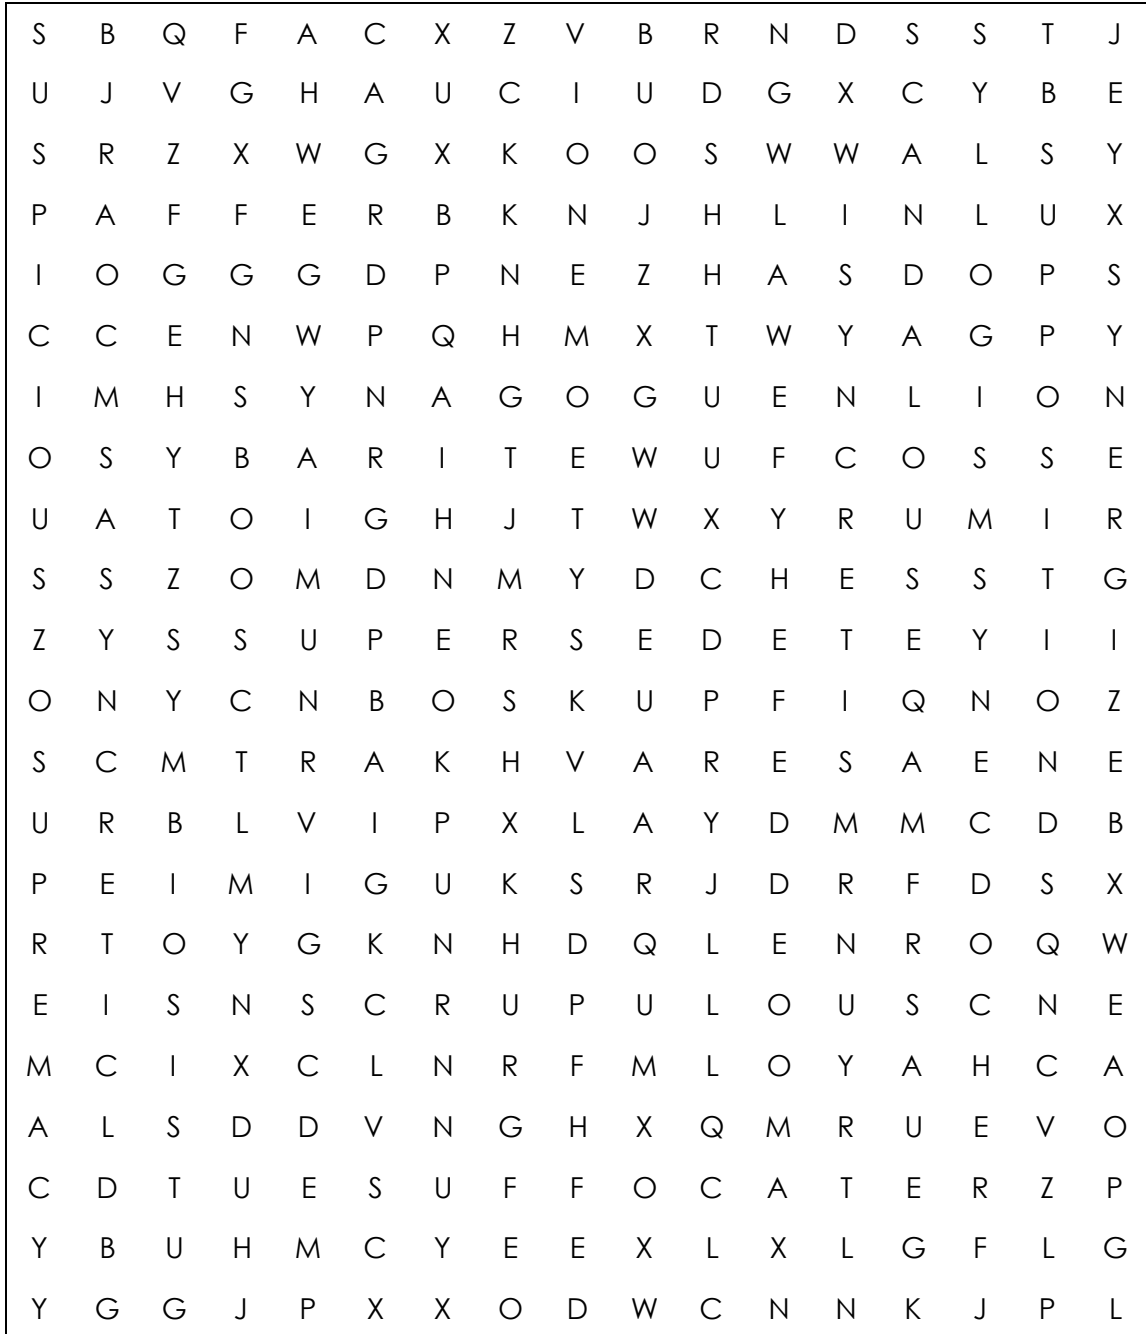 S B Q F A C X Z V B R N D S S T J
U J V G H A U C I U D G X C Y B E
S R Z X W G X K O O S W W A L S Y
P A F F E R B K N J H L I N L U X
I O G G G D P N E Z H A S D O P S
C C E N W P Q H M X T W Y A G P Y
I M H S Y N A G O G U E N L I O N
O S Y B A R I T E W U F C O S S E
U A T O I G H J T W X Y R U M I R
S S Z O M D N M Y D C H E S S T G
Z Y S S U P E R S E D E T E Y I I
O N Y C N B O S K U P F I Q N O Z
S C M T R A K H V A R E S A E N E
U R B L V I P X L A Y D M M C D B
P E I M I G U K S R J D R F D S X
R T O Y G K N H D Q L E N R O Q W
E I S N S C R U P U L O U S C N E
M C I X C L N R F M L O Y A H C A
A L S D D V N G H X Q M R U E V O
C D T U E S U F F O C A T E R Z P
Y B U H M C Y E E X L X L G F L G
Y G G J P X X O D W C N N K J P L